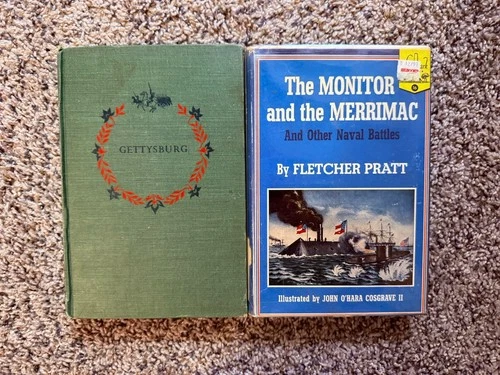 GETTYSBURG
The MONITOR
and the MERRIMAC
And Other Naval Battles
By FLETCHER PRATT
Illustrated by JOHN O'HARA COSGRAVE II